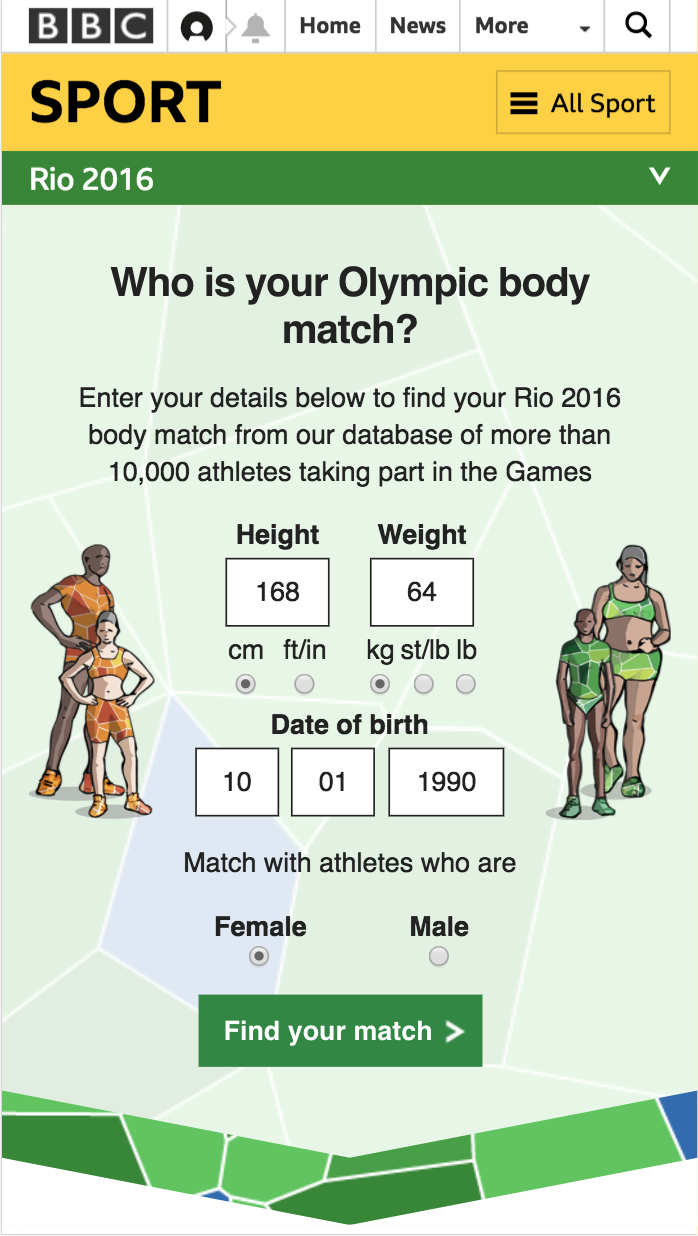 BBC Home News More
SPORT All Sport
Rio 2016
Who is your Olympic body
match?
Enter your details below to find your Rio 2016
body match from our database of more than
10,000 athletes taking part in the Games
Height Weight
168 64
cm ft/in kg st/lb lb
Date of birth
10 01 1990
Match with athletes who are
Female Male
Find your match